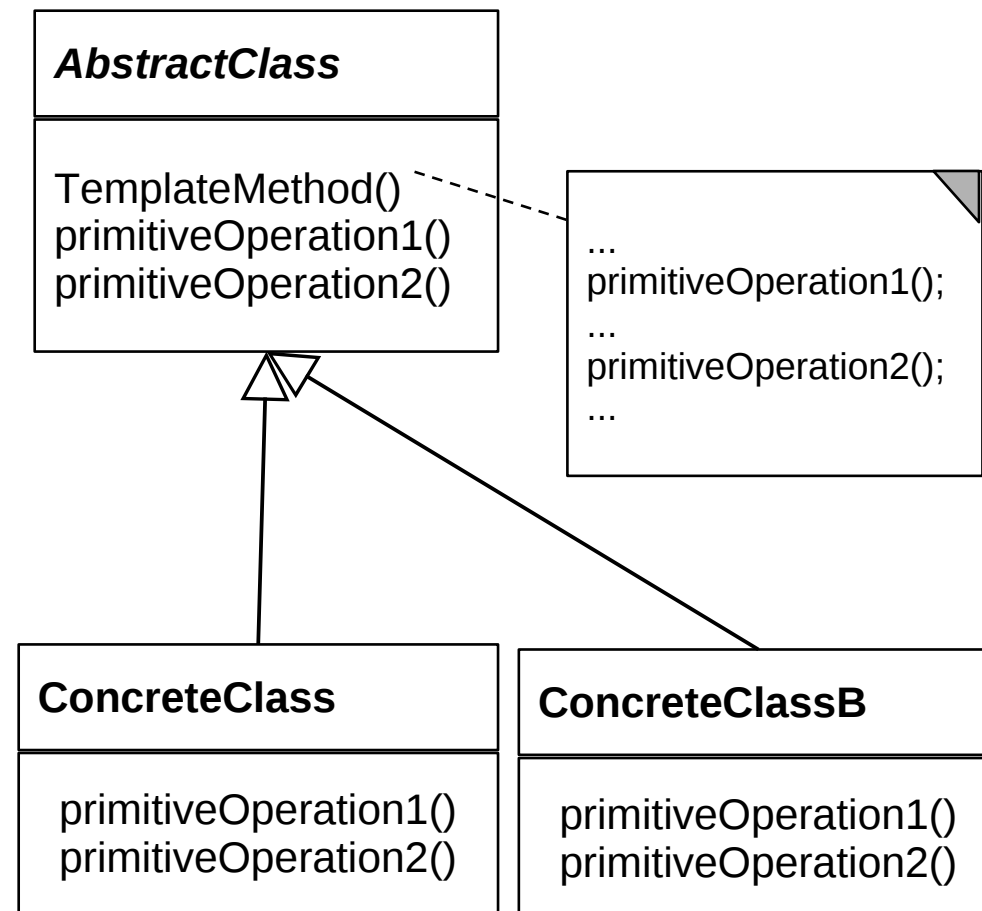 AbstractClass
TemplateMethod()
primitiveOperation1()
primitiveOperation2()
...
primitiveOperation1();
...
primitiveOperation2();
...
ConcreteClass
primitiveOperation1()
primitiveOperation2()
ConcreteClassB
primitiveOperation1()
primitiveOperation2()